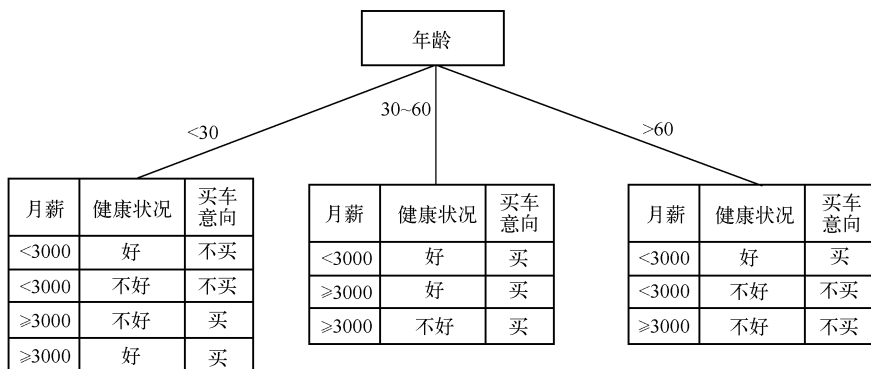 年龄
<30
30~60
>60
月薪 健康状况 买车意向
<3000 好 不买
<3000 不好 不买
≥3000 不好 买
≥3000 好 买
月薪 健康状况 买车意向
<3000 好 买
≥3000 好 买
≥3000 不好 买
月薪 健康状况 买车意向
<3000 好 买
<3000 不好 不买
≥3000 不好 不买